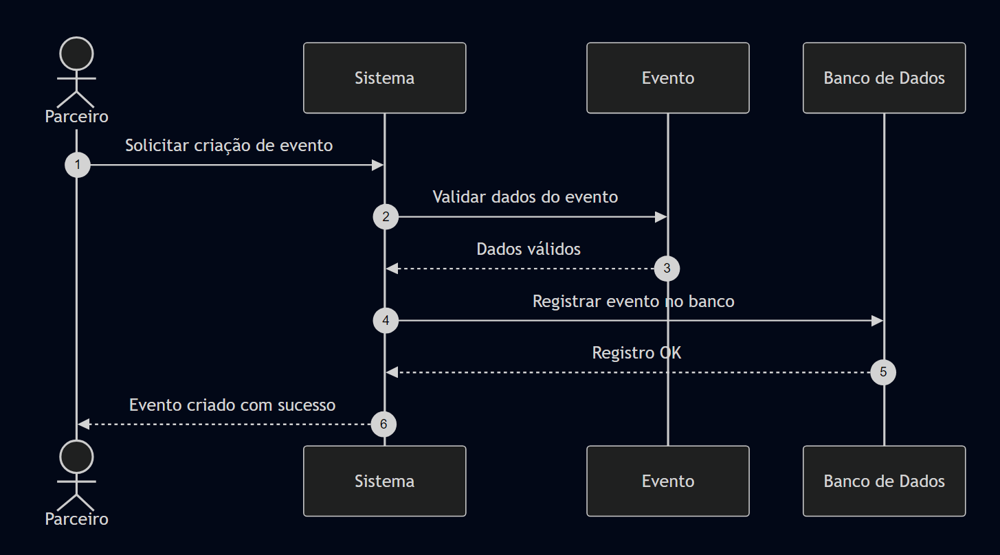 Parceiro
Sistema
Evento
Banco de Dados
Solicitar criação de evento
1
Validar dados do evento
2
Dados válidos
3
Registrar evento no banco
4
Registro OK
5
Evento criado com sucesso
6
Parceiro
Sistema
Evento
Banco de Dados